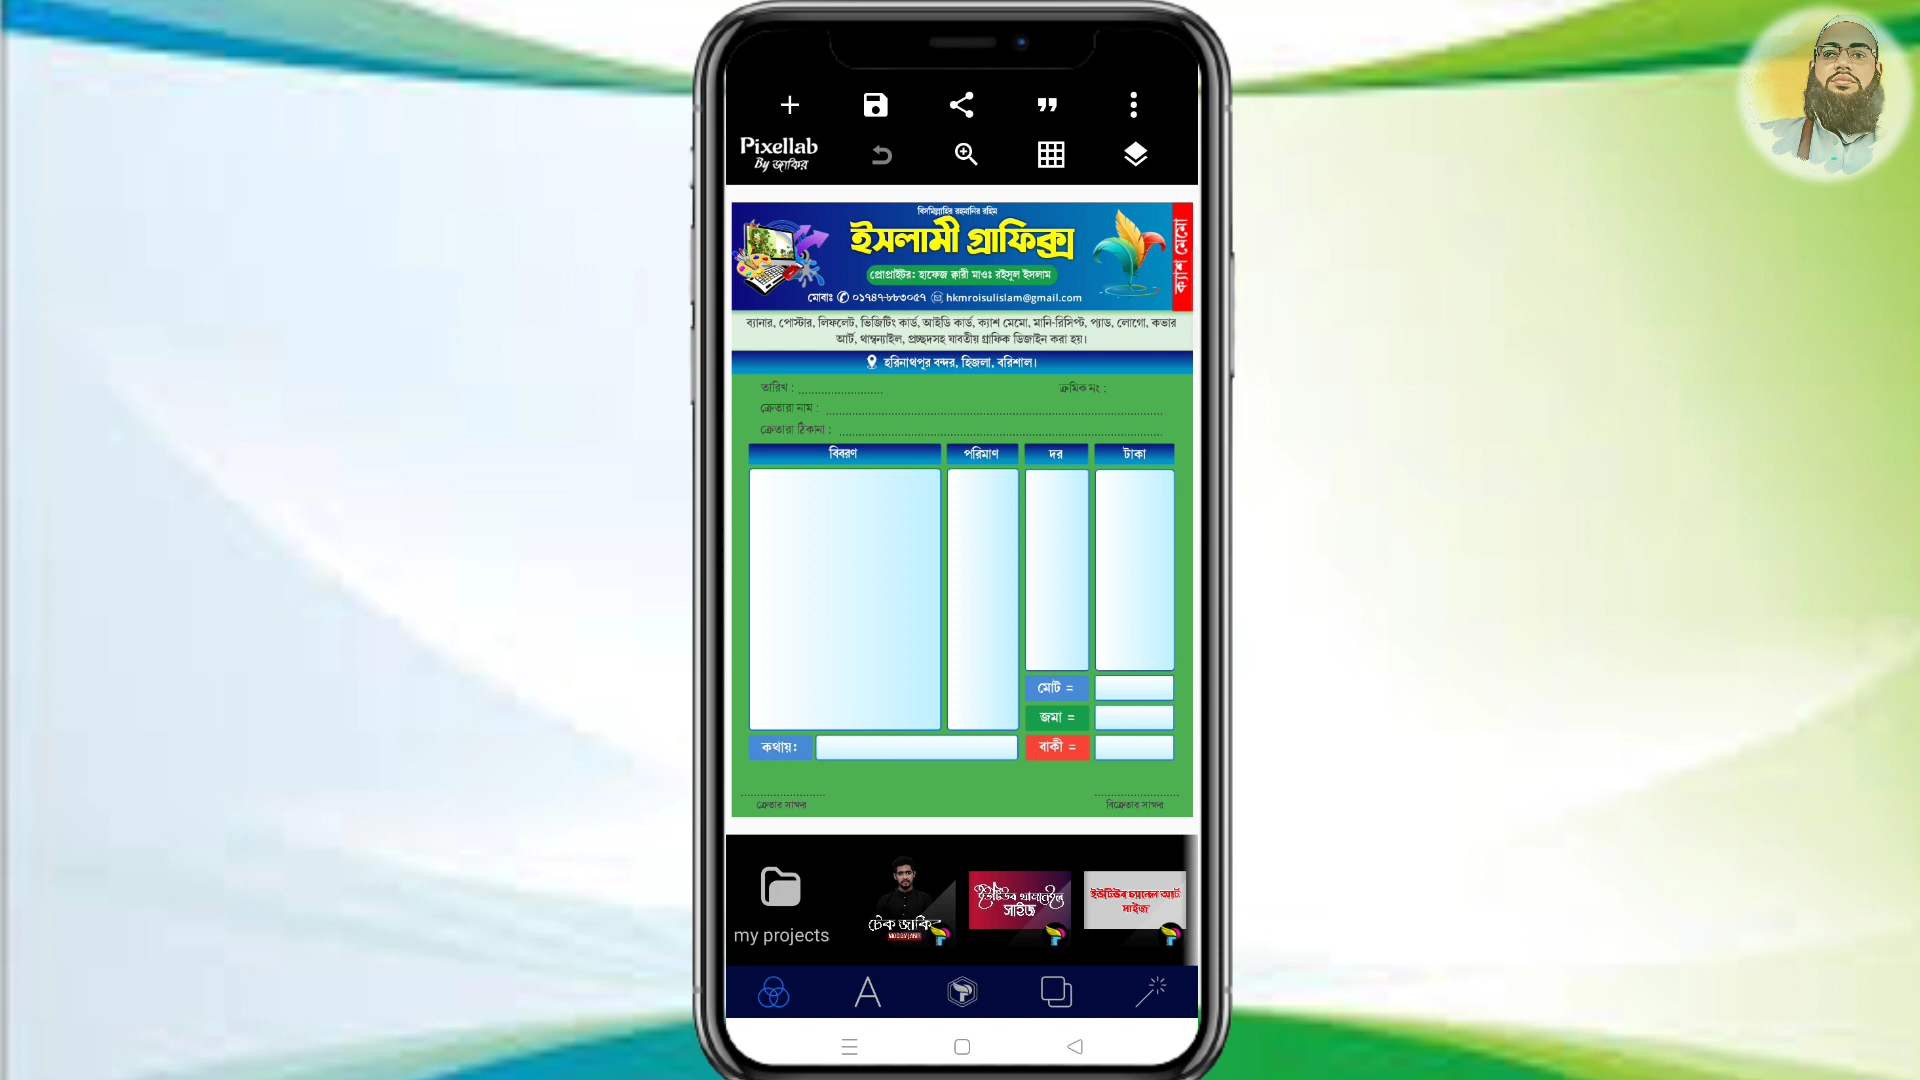 Pixellab
By জাকির
বিসমিল্লাহির রহমানির রহিম
ইসলামী গ্রাফিক্স
প্রোপ্রাইটর: হাফেজ ক্বারী মাওঃ রইসুল ইসলাম
মোবাঃ ০১৭৪৭-৮৮৩০৫৭ hkmroisulislam@gmail.com
ক্যাশ মেমো
ব্যানার, পোস্টার, লিফলেট, ভিজিটিং কার্ড, আইডি কার্ড, ক্যাশ মেমো, মানি-রিসিপ্ট, প্যাড, লোগো, কভার
আর্ট, থাম্বন্যাইল, প্রচ্ছদসহ যাবতীয় গ্রাফিক ডিজাইন করা হয়।
হরিনাথপুর বন্দর, হিজলা, বরিশাল।
তারিখ : ক্রমিক নং :
ক্রেতারা নাম :
ক্রেতারা ঠিকানা :
বিবরণ পরিমাণ দর টাকা
মোট =
জমা =
কথায়: বাকী =
ক্রেতার সাক্ষর বিক্রেতার সাক্ষর
my projects
টেক জাকির
ইউটিউব থামানেইল
সাইজ
ইউটিউব চ্যানেল আর্ট
সাইজ